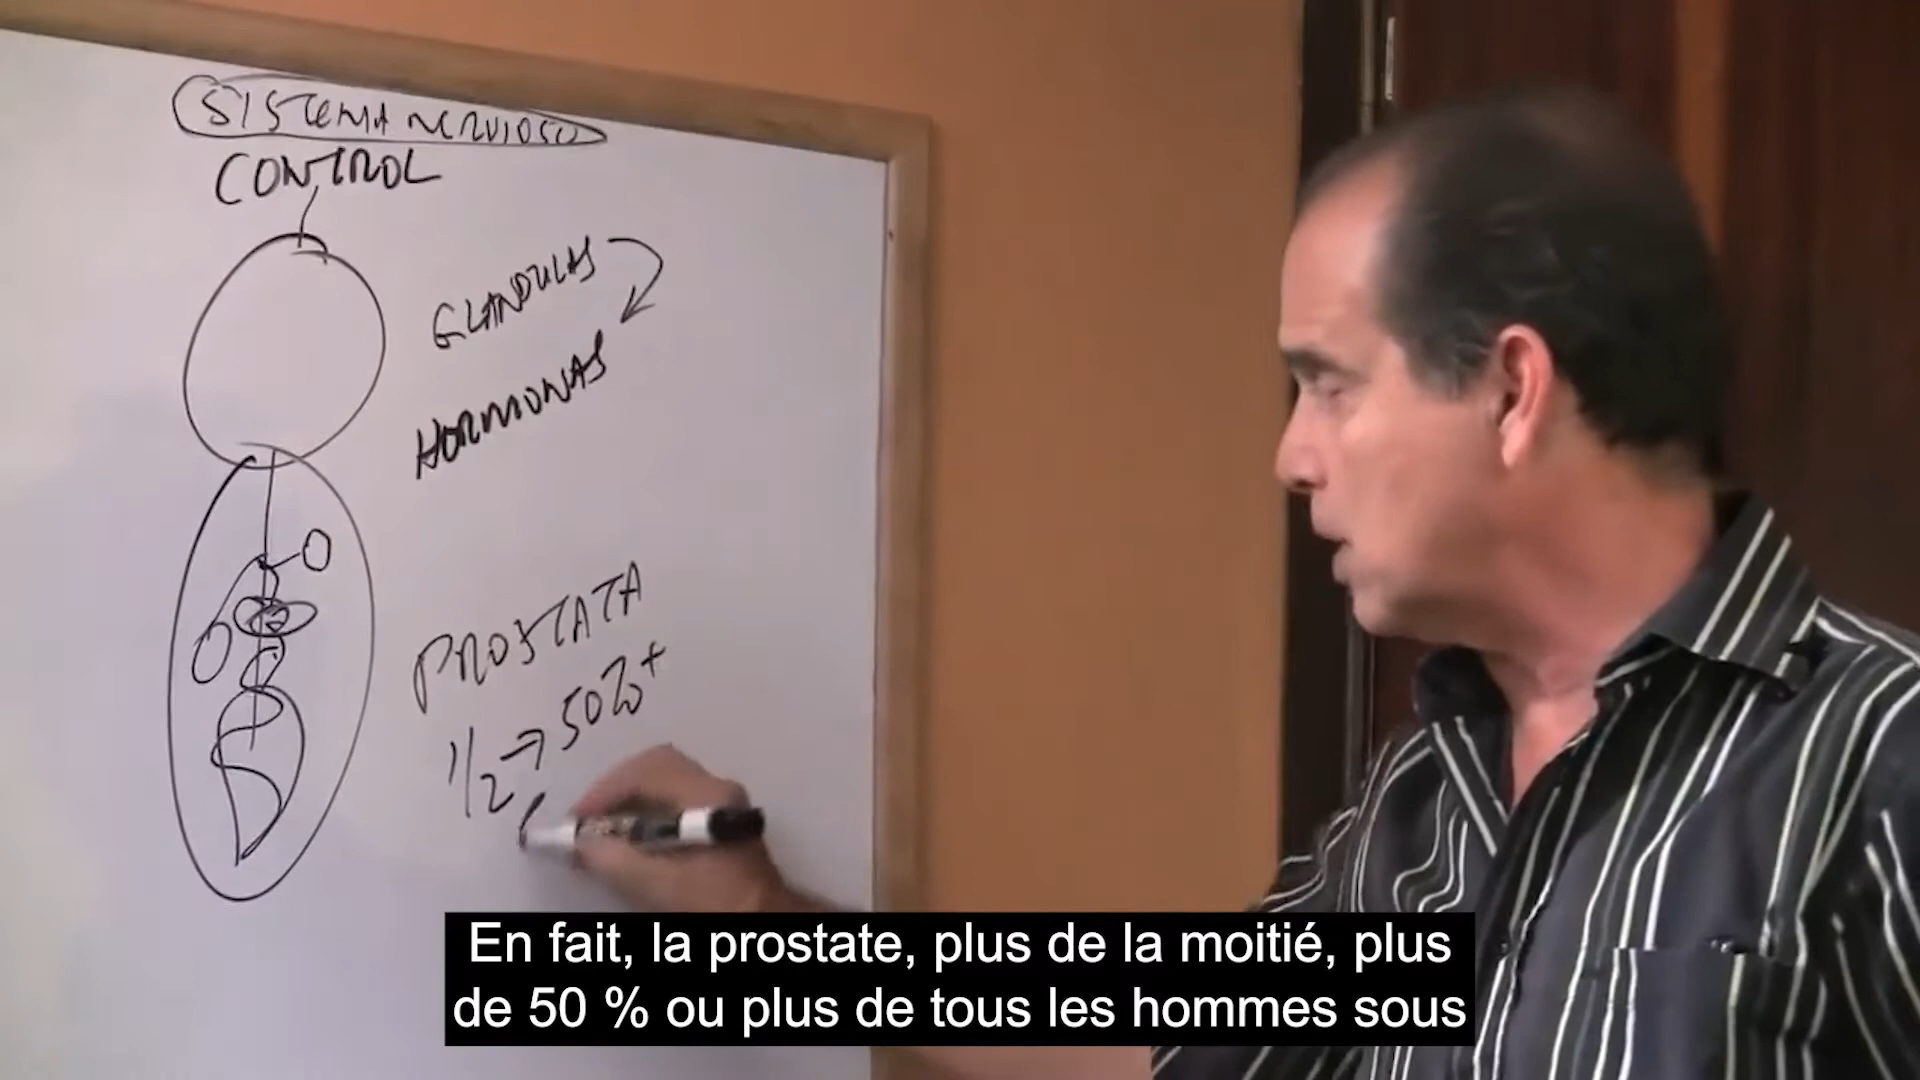 SISTEMA NERVIOSO
CONTROL
GLANDULAS
HORMONAS
PROSTATA
1/2 → 50%+
En fait, la prostate, plus de la moitié, plus
de 50 % ou plus de tous les hommes sous